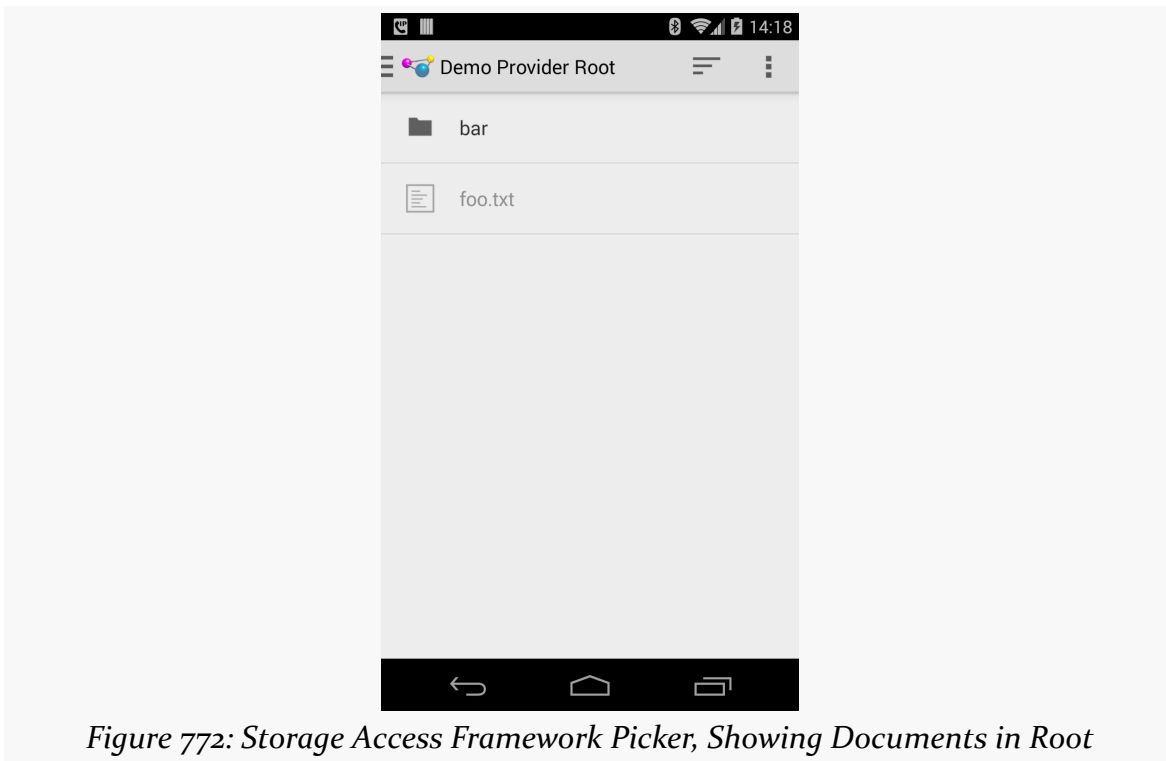 14:18
Demo Provider Root
bar
foo.txt
Figure 772: Storage Access Framework Picker, Showing Documents in Root